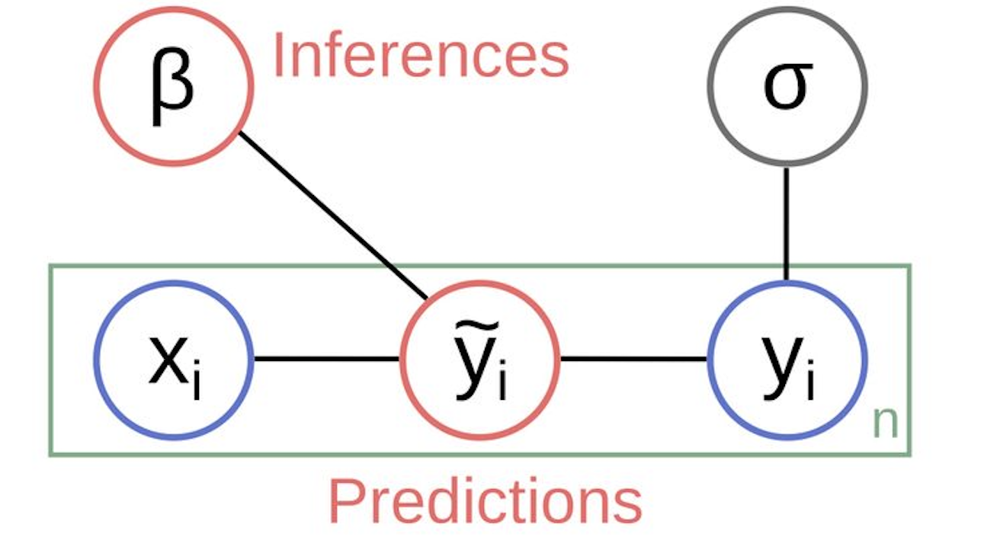 β Inferences σ
xᵢ ỹᵢ yᵢ
n
Predictions